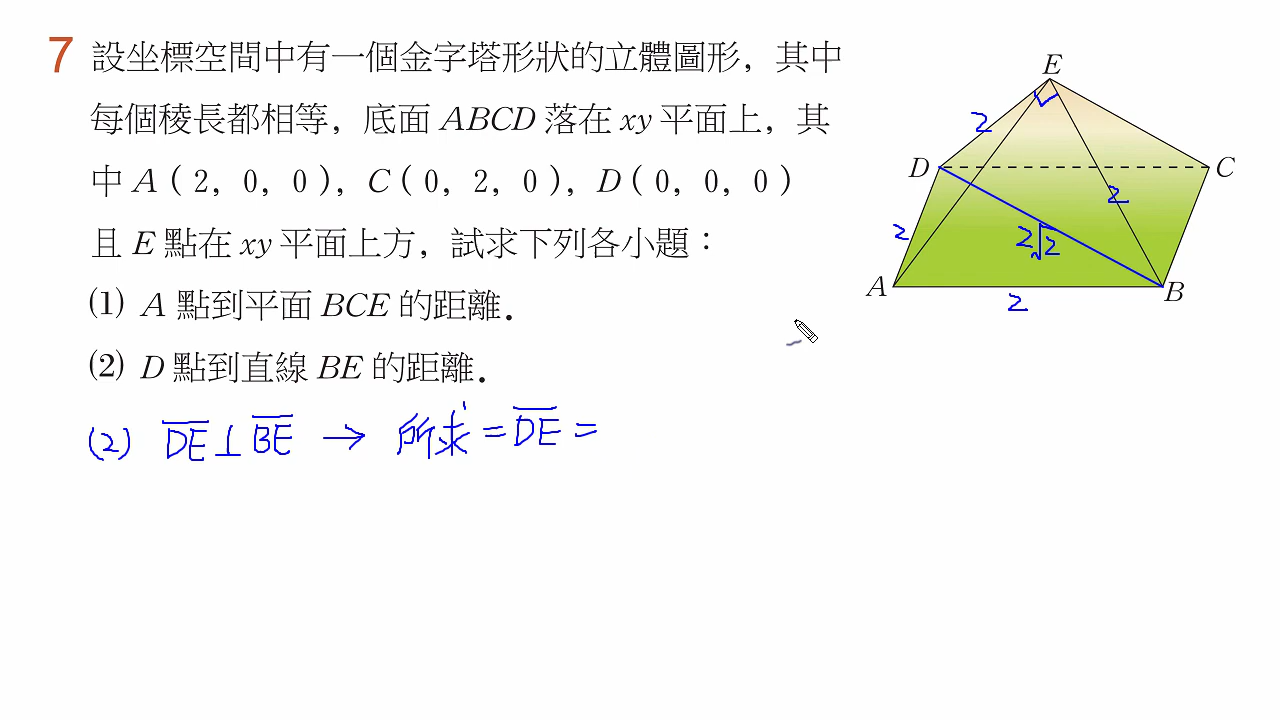 7 設坐標空間中有一個金字塔形狀的立體圖形，其中
每個稜長都相等，底面 ABCD 落在 xy 平面上，其
中 A（2, 0, 0），C（0, 2, 0），D（0, 0, 0）
且 E 點在 xy 平面上方，試求下列各小題：
(1) A 點到平面 BCE 的距離．
(2) D 點到直線 BE 的距離．
(2) D̅E̅⊥B̅E̅ → 所求 = D̅E̅ =
E
2
D
C
2
2
2√2
A
B
2